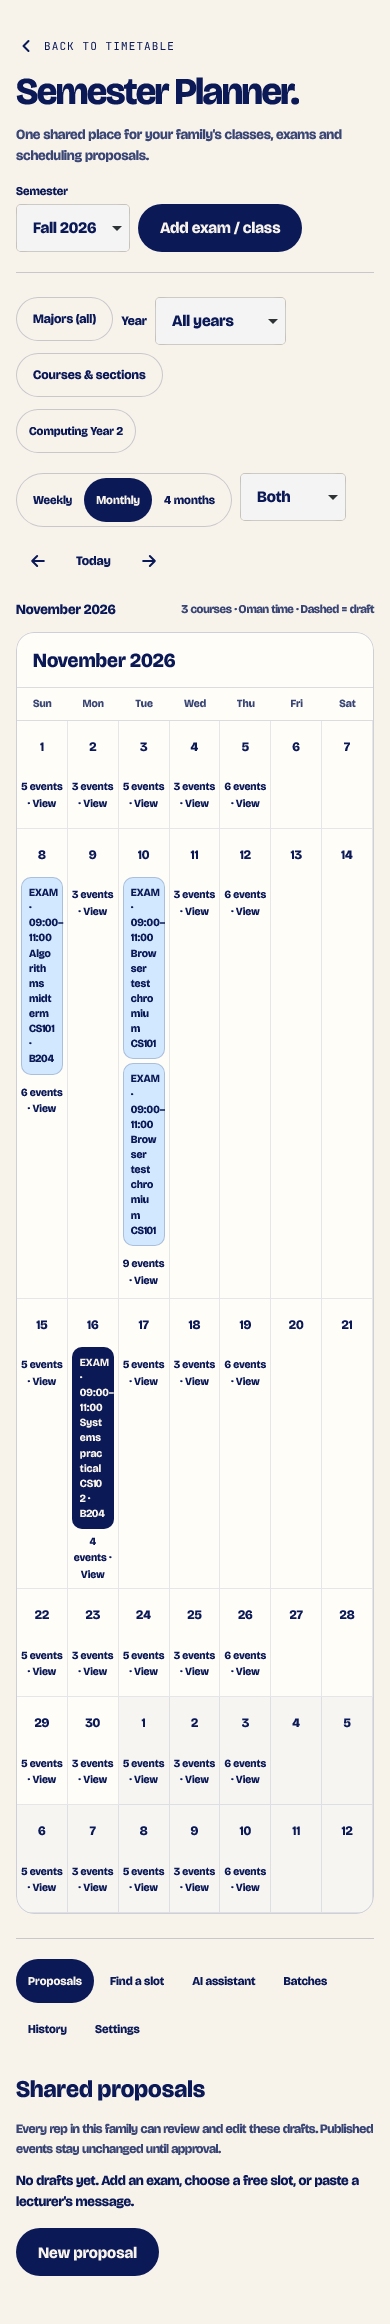 BACK TO TIMETABLE
Semester Planner.
One shared place for your family's classes, exams and
scheduling proposals.
Semester
Fall 2026
Add exam / class
Majors (all)
Year
All years
Courses & sections
Computing Year 2
Weekly
Monthly
4 months
Both
Today
November 2026
3 courses · Oman time · Dashed = draft
November 2026
Sun Mon Tue Wed Thu Fri Sat
1 2 3 4 5 6 7
5 events 3 events 5 events 3 events 6 events
· View · View · View · View · View
8
EXAM
·
09:00–
11:00
Algo
rith
ms
midt
erm
CS101
·
B204
6 events
· View
9
3 events
· View
10
EXAM
·
09:00–
11:00
Brow
ser
test
chro
miu
m
CS101
EXAM
·
09:00–
11:00
Brow
ser
test
chro
miu
m
CS101
9 events
· View
11
3 events
· View
12
6 events
· View
13
14
15
5 events
· View
16
EXAM
·
09:00–
11:00
Syst
ems
prac
tical
CS10
2 ·
B204
4
events ·
View
17
5 events
· View
18
3 events
· View
19
6 events
· View
20
21
22 23 24 25 26 27 28
5 events 3 events 5 events 3 events 6 events
· View · View · View · View · View
29 30 1 2 3 4 5
5 events 3 events 5 events 3 events 6 events
· View · View · View · View · View
6 7 8 9 10 11 12
5 events 3 events 5 events 3 events 6 events
· View · View · View · View · View
Proposals
Find a slot
AI assistant
Batches
History
Settings
Shared proposals
Every rep in this family can review and edit these drafts. Published
events stay unchanged until approval.
No drafts yet. Add an exam, choose a free slot, or paste a
lecturer's message.
New proposal